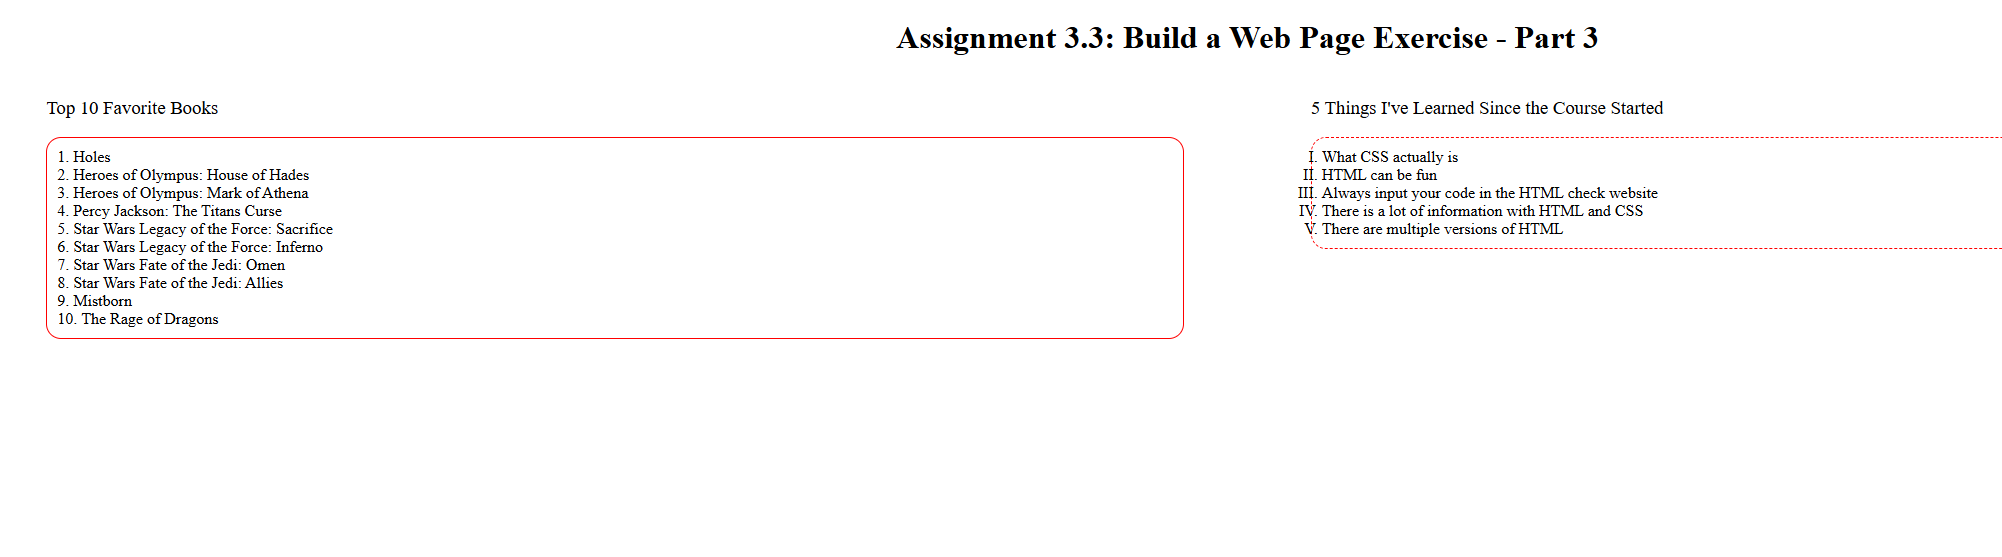 Assignment 3.3: Build a Web Page Exercise - Part 3
Top 10 Favorite Books
1. Holes
2. Heroes of Olympus: House of Hades
3. Heroes of Olympus: Mark of Athena
4. Percy Jackson: The Titans Curse
5. Star Wars Legacy of the Force: Sacrifice
6. Star Wars Legacy of the Force: Inferno
7. Star Wars Fate of the Jedi: Omen
8. Star Wars Fate of the Jedi: Allies
9. Mistborn
10. The Rage of Dragons
5 Things I've Learned Since the Course Started
I. What CSS actually is
II. HTML can be fun
III. Always input your code in the HTML check website
IV. There is a lot of information with HTML and CSS
V. There are multiple versions of HTML